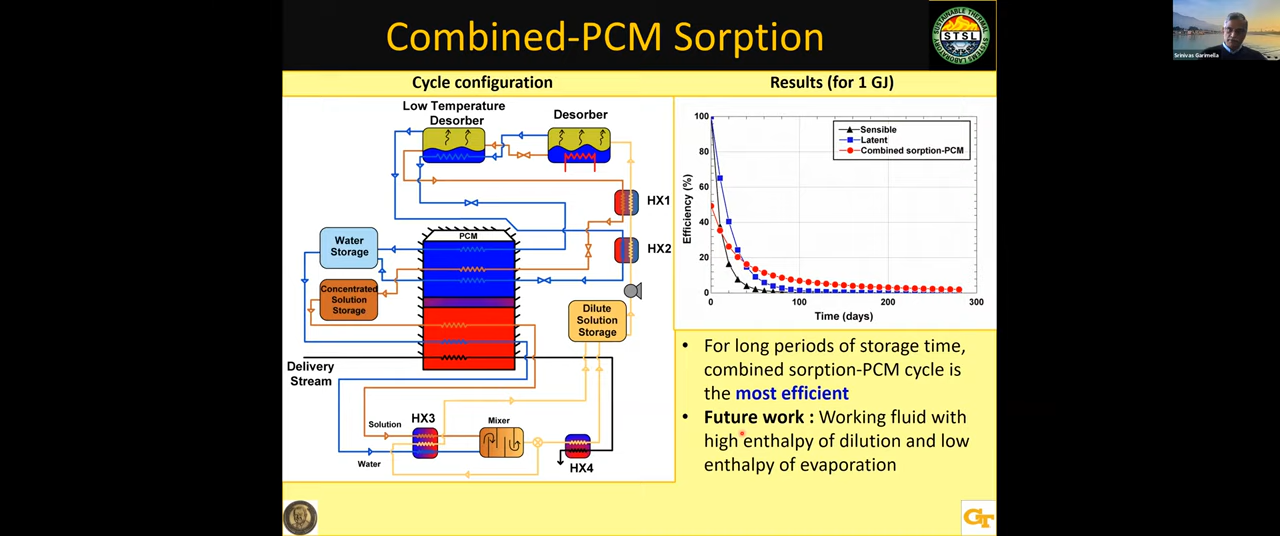 Combined-PCM Sorption
SUSTAINABLE THERMAL
SYSTEMS LABORATORY
STSL
Srinivas Garimella
Cycle configuration
Results (for 1 GJ)
Low Temperature
Desorber
Desorber
HX1
HX2
PCM
Water
Storage
Concentrated
Solution
Storage
Dilute
Solution
Storage
Delivery
Stream
Solution
HX3
Mixer
Water
HX4
Sensible
Latent
Combined sorption-PCM
Efficiency (%)
100
80
60
40
20
0
0
100
200
300
Time (days)
• For long periods of storage time,
combined sorption-PCM cycle is
the most efficient
• Future work : Working fluid with
high enthalpy of dilution and low
enthalpy of evaporation
GT